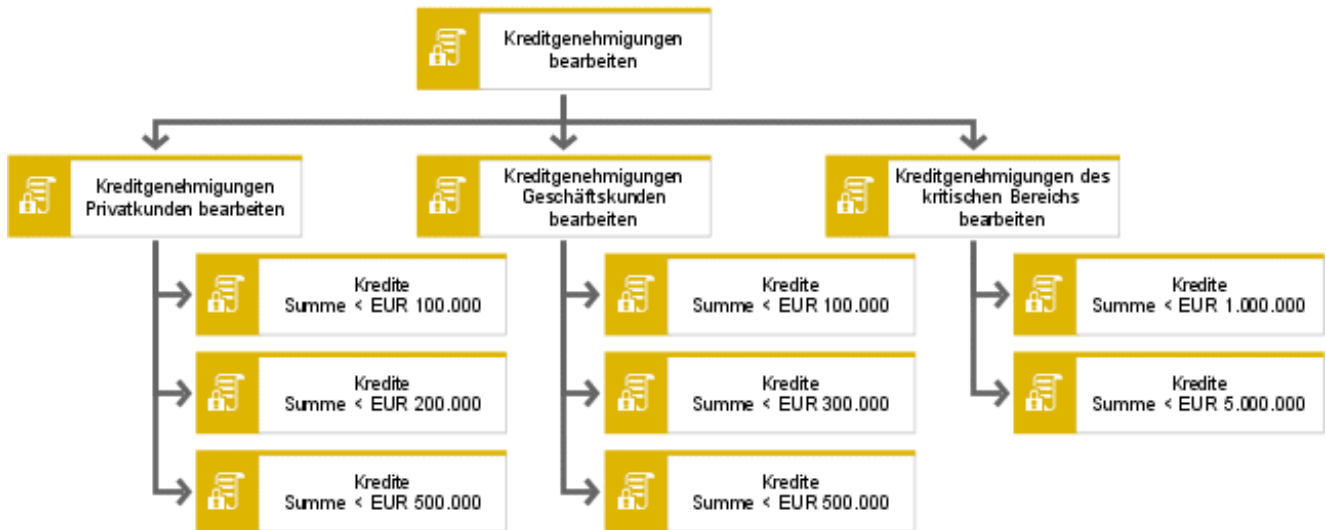 Kreditgenehmigungen
bearbeiten
Kreditgenehmigungen
Privatkunden bearbeiten
Kreditgenehmigungen
Geschäftskunden
bearbeiten
Kreditgenehmigungen des
kritischen Bereichs
bearbeiten
Kredite
Summe < EUR 100.000
Kredite
Summe < EUR 100.000
Kredite
Summe < EUR 1.000.000
Kredite
Summe < EUR 200.000
Kredite
Summe < EUR 300.000
Kredite
Summe < EUR 5.000.000
Kredite
Summe < EUR 500.000
Kredite
Summe < EUR 500.000